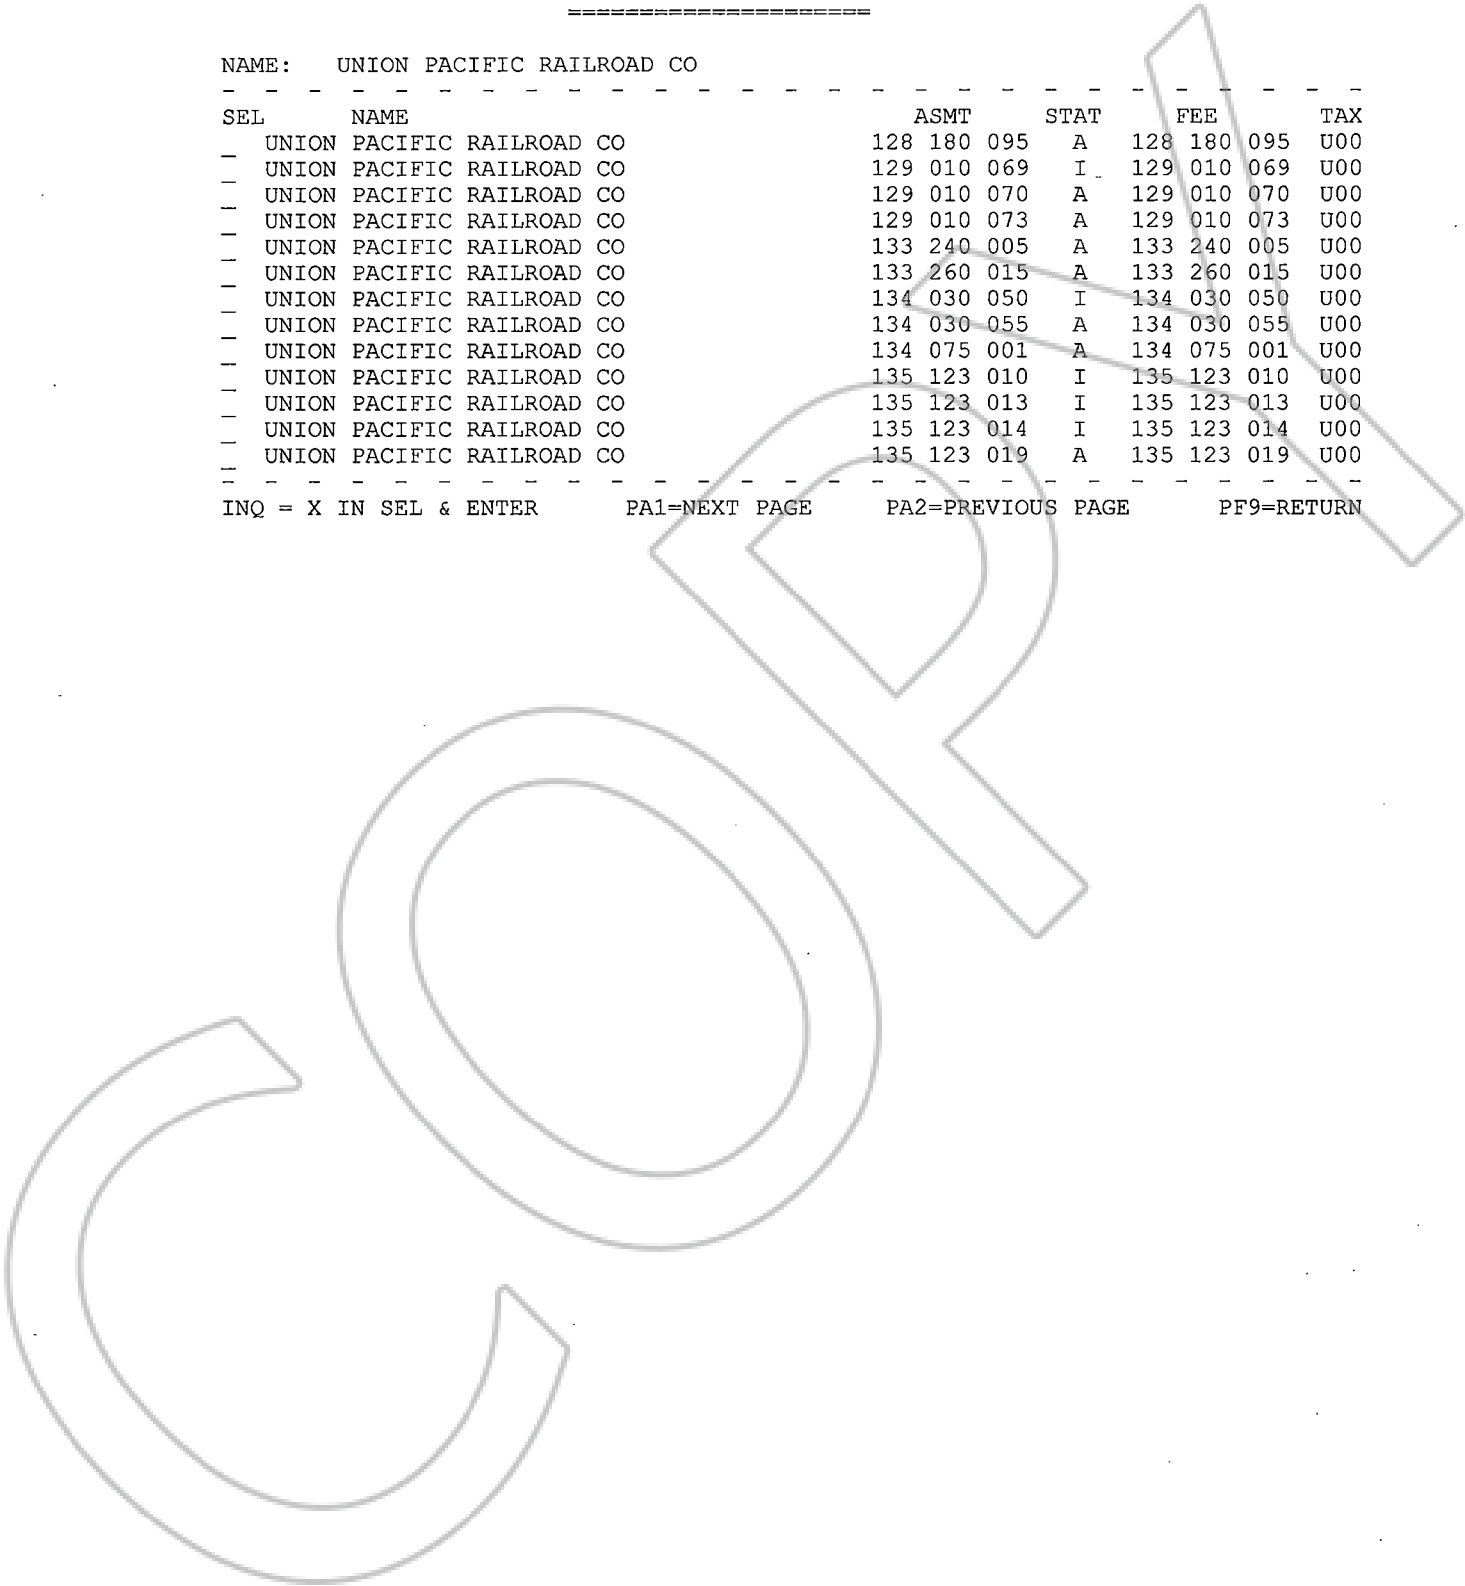 =====================
NAME: UNION PACIFIC RAILROAD CO
- - - - - - - - - - - - - - - - - - - - - - - - - - -
SEL NAME ASMT STAT FEE TAX
_ UNION PACIFIC RAILROAD CO 128 180 095 A 128 180 095 U00
_ UNION PACIFIC RAILROAD CO 129 010 069 I 129 010 069 U00
_ UNION PACIFIC RAILROAD CO 129 010 070 A 129 010 070 U00
_ UNION PACIFIC RAILROAD CO 129 010 073 A 129 010 073 U00
_ UNION PACIFIC RAILROAD CO 133 240 005 A 133 240 005 U00
_ UNION PACIFIC RAILROAD CO 133 260 015 A 133 260 015 U00
_ UNION PACIFIC RAILROAD CO 134 030 050 I 134 030 050 U00
_ UNION PACIFIC RAILROAD CO 134 030 055 A 134 030 055 U00
_ UNION PACIFIC RAILROAD CO 134 075 001 A 134 075 001 U00
_ UNION PACIFIC RAILROAD CO 135 123 010 I 135 123 010 U00
_ UNION PACIFIC RAILROAD CO 135 123 013 I 135 123 013 U00
_ UNION PACIFIC RAILROAD CO 135 123 014 I 135 123 014 U00
_ UNION PACIFIC RAILROAD CO 135 123 019 A 135 123 019 U00
- - - - - - - - - - - - - - - - - - - - - - - - - - -
INQ = X IN SEL & ENTER PA1=NEXT PAGE PA2=PREVIOUS PAGE PF9=RETURN
COPY